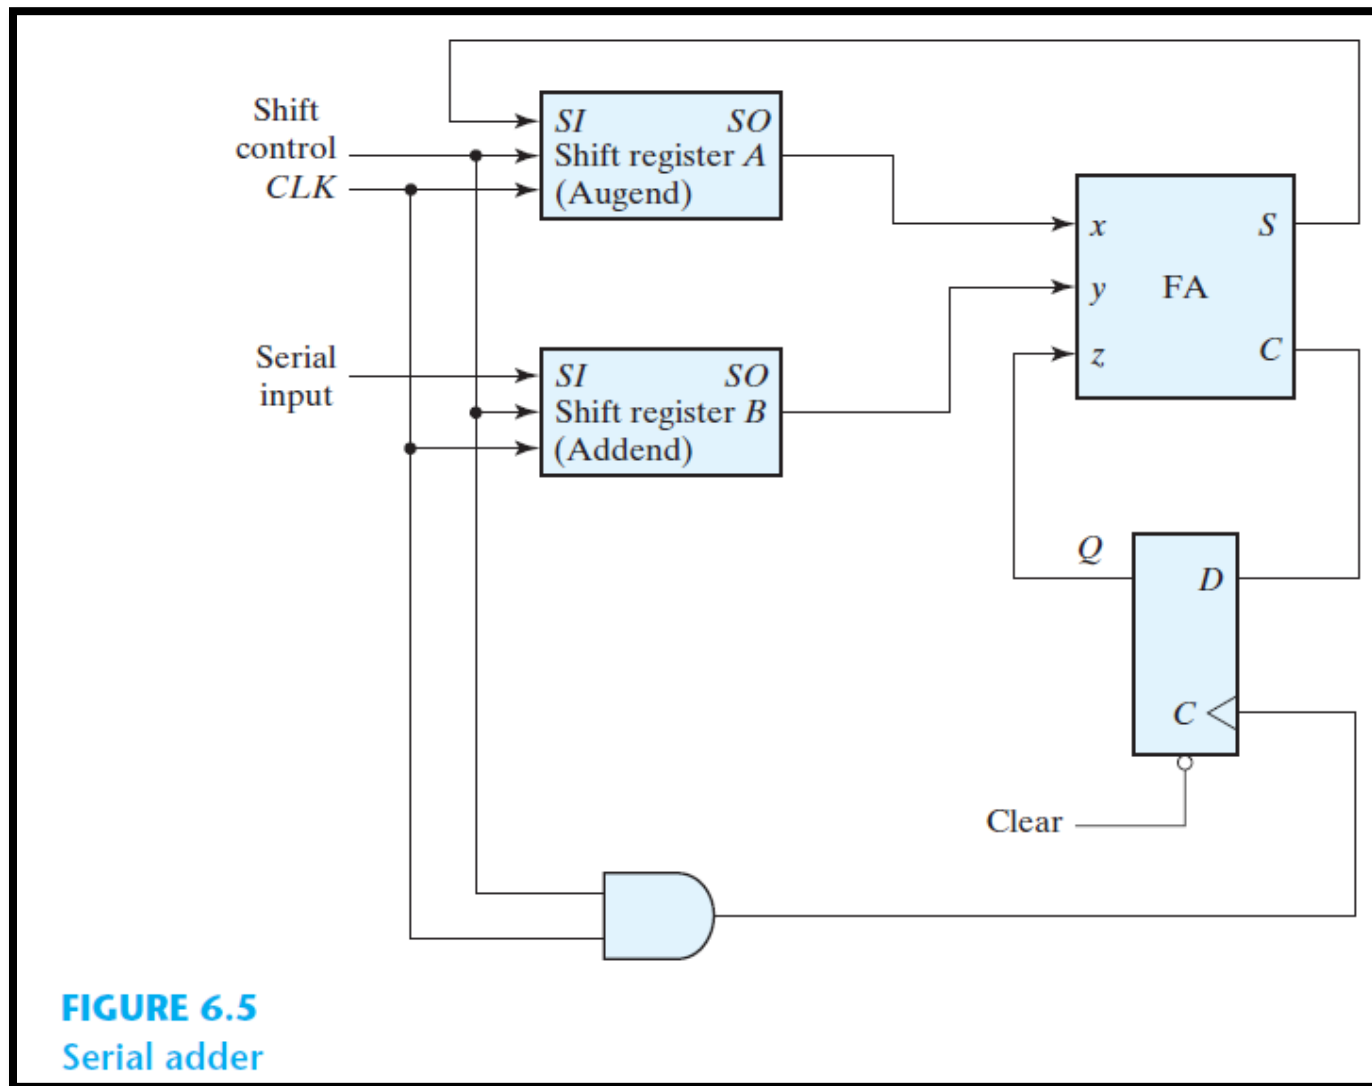 Shift
control
CLK
SI SO
Shift register A
(Augend)
x S
y FA
z C
Serial
input
SI SO
Shift register B
(Addend)
Q
D
C
Clear
FIGURE 6.5
Serial adder